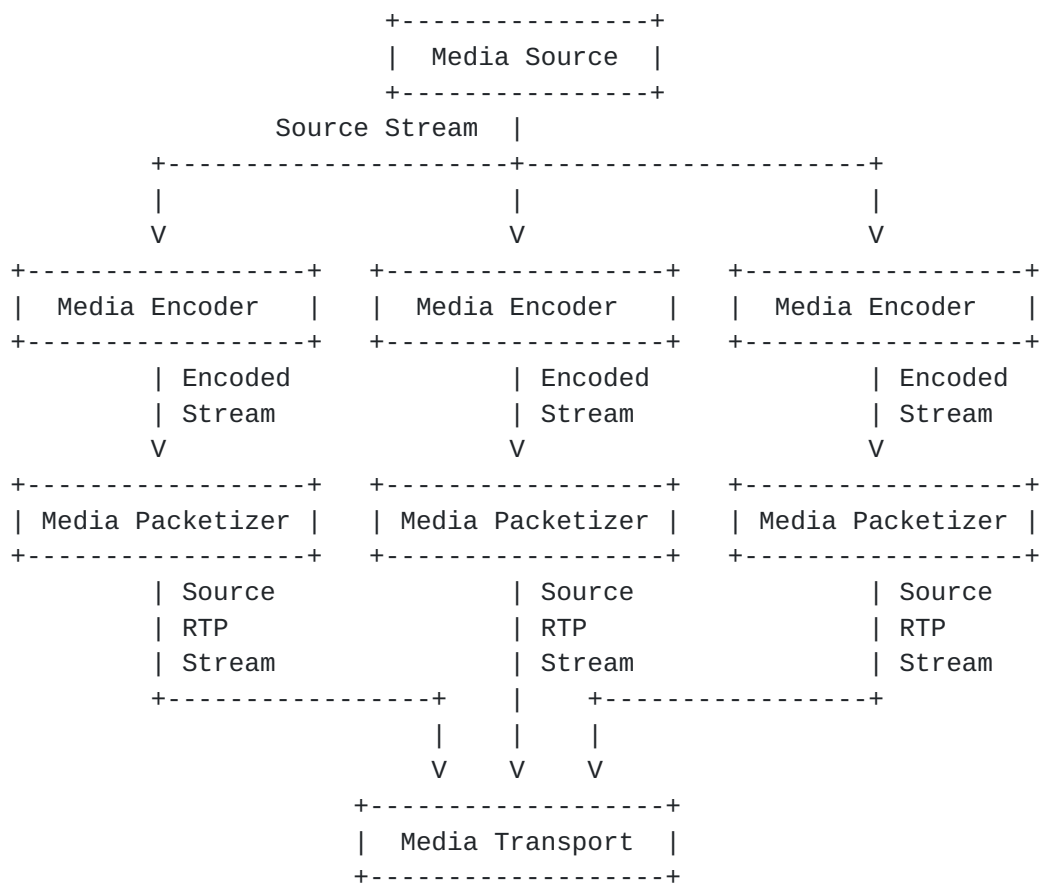 Media Source
Source Stream
Media Encoder Media Encoder Media Encoder
Encoded Encoded Encoded
Stream Stream Stream
V V V
Media Packetizer Media Packetizer Media Packetizer
Source Source Source
RTP RTP RTP
Stream Stream Stream
V V V
Media Transport